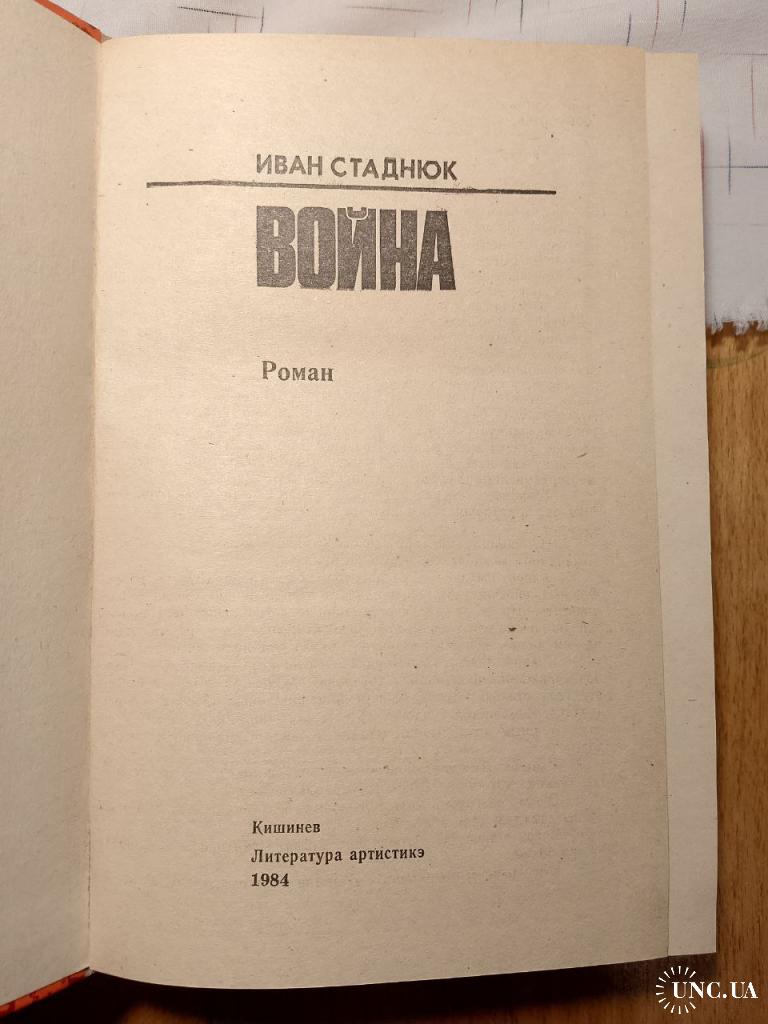 ИВАН СТАДНЮК
ВОЙНА
Роман
Кишинев
Литература артистикэ
1984
UNC.UA